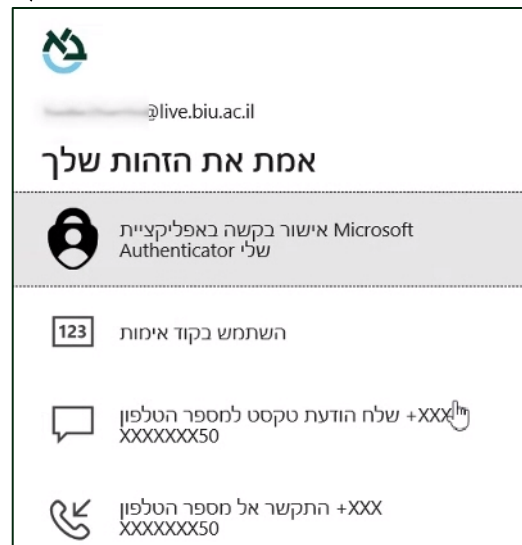 בא
@live.biu.ac.il
אמת את הזהות שלך
Microsoft אישור בקשה באפליקציית
שלי Authenticator
123
השתמש בקוד אימות
+XXX שלח הודעת טקסט למספר הטלפון
XXXXXXX50
+XXX התקשר אל מספר הטלפון
XXXXXXX50